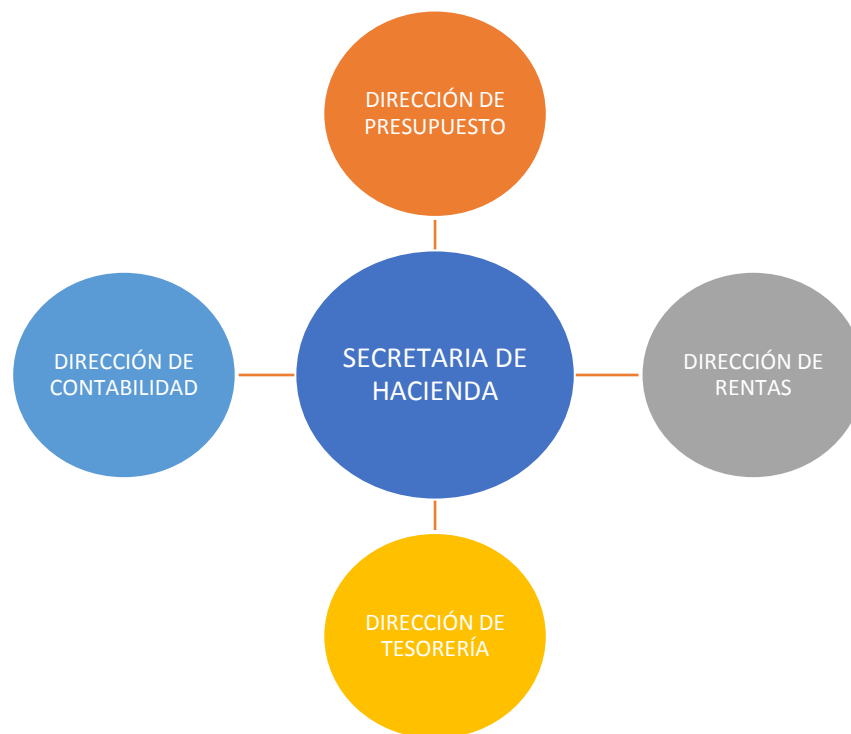 DIRECCIÓN DE
PRESUPUESTO
DIRECCIÓN DE
CONTABILIDAD
SECRETARIA DE
HACIENDA
DIRECCIÓN DE
RENTAS
DIRECCIÓN DE
TESORERÍA